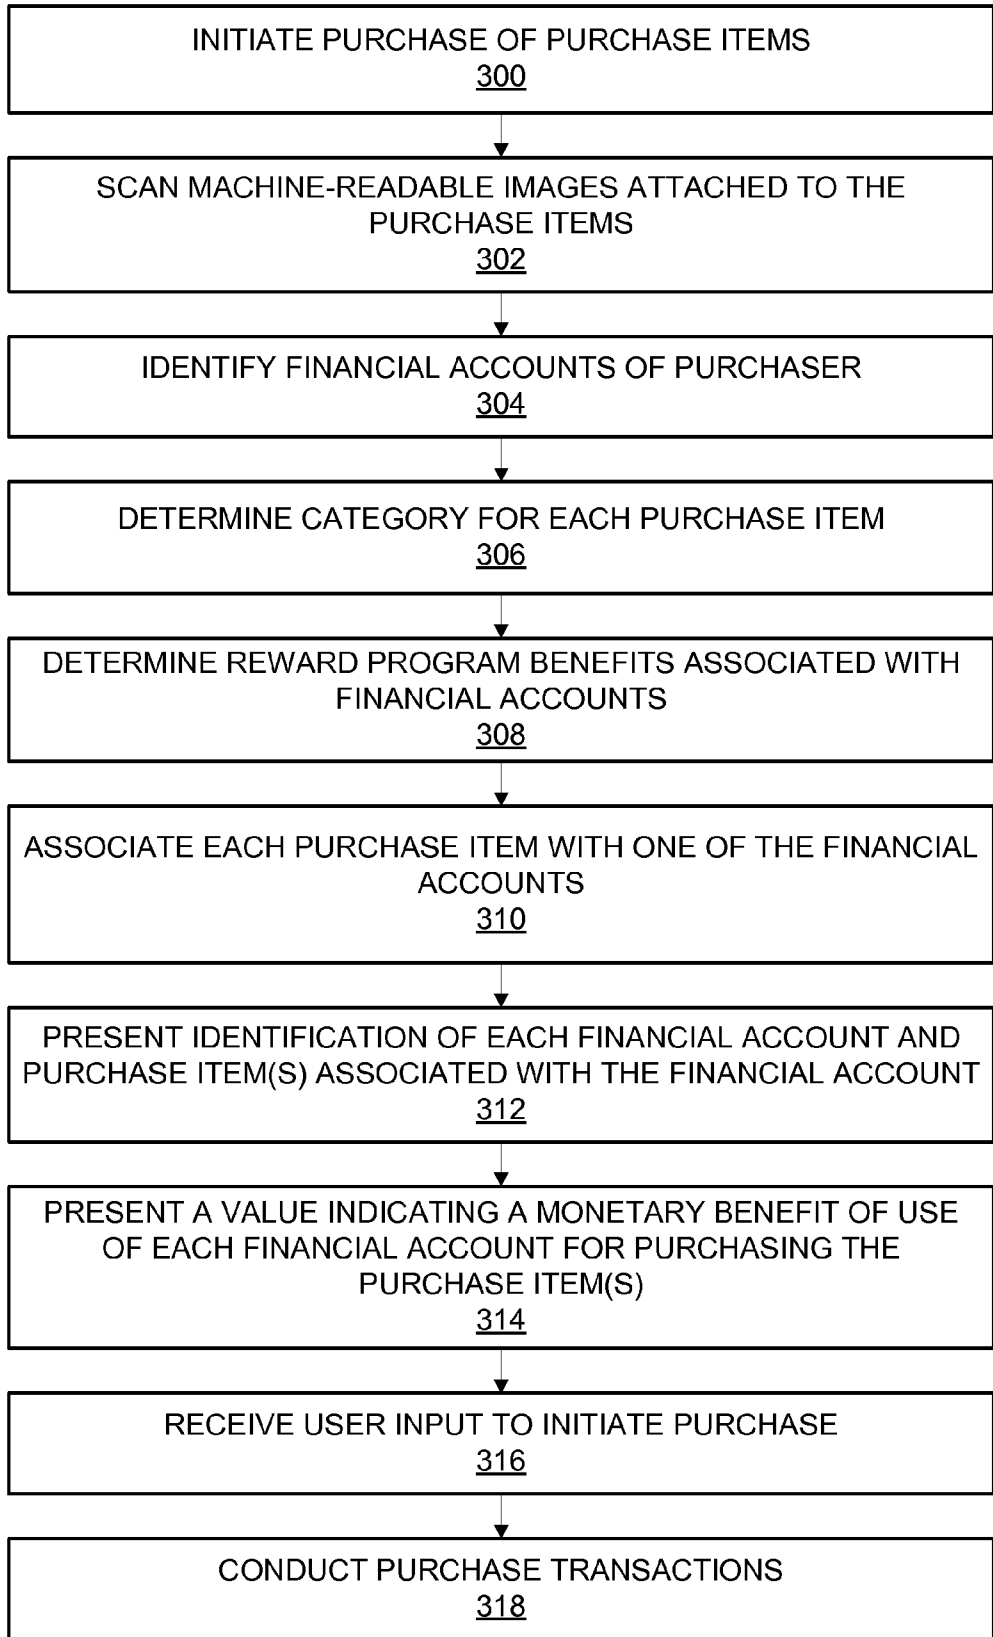 INITIATE PURCHASE OF PURCHASE ITEMS
300
SCAN MACHINE-READABLE IMAGES ATTACHED TO THE
PURCHASE ITEMS
302
IDENTIFY FINANCIAL ACCOUNTS OF PURCHASER
304
DETERMINE CATEGORY FOR EACH PURCHASE ITEM
306
DETERMINE REWARD PROGRAM BENEFITS ASSOCIATED WITH
FINANCIAL ACCOUNTS
308
ASSOCIATE EACH PURCHASE ITEM WITH ONE OF THE FINANCIAL
ACCOUNTS
310
PRESENT IDENTIFICATION OF EACH FINANCIAL ACCOUNT AND
PURCHASE ITEM(S) ASSOCIATED WITH THE FINANCIAL ACCOUNT
312
PRESENT A VALUE INDICATING A MONETARY BENEFIT OF USE
OF EACH FINANCIAL ACCOUNT FOR PURCHASING THE
PURCHASE ITEM(S)
314
RECEIVE USER INPUT TO INITIATE PURCHASE
316
CONDUCT PURCHASE TRANSACTIONS
318